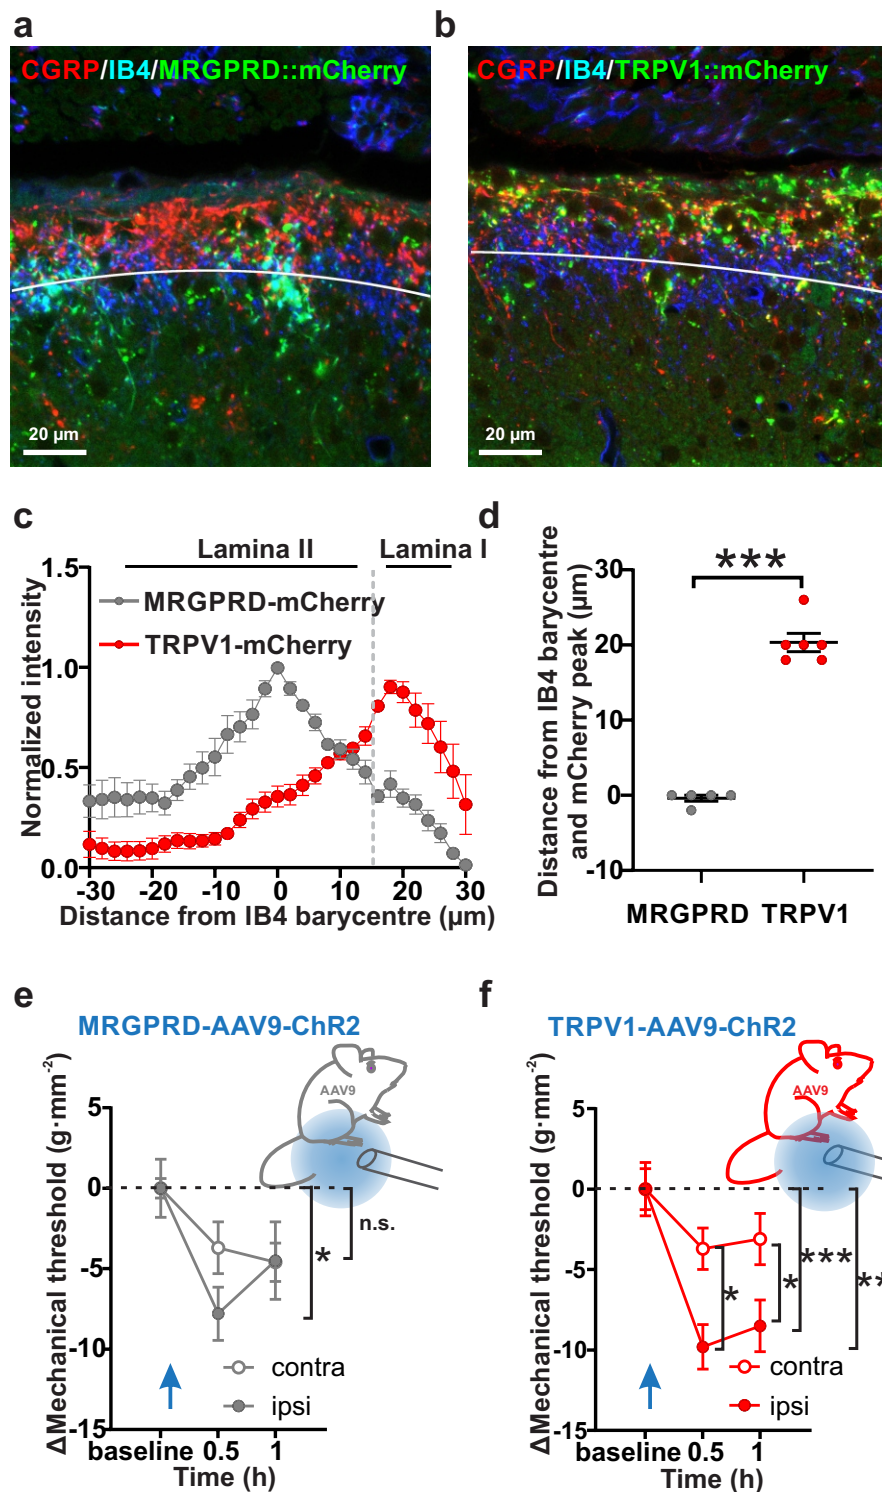 a
b
CGRP/IB4/MRGPRD::mCherry
CGRP/IB4/TRPV1::mCherry
20 µm
20 µm
c
Lamina II
Lamina I
1.5
1.0
0.5
0.0
Normalized intensity
MRGPRD-mCherry
TRPV1-mCherry
-30 -20 -10 0 10 20 30
Distance from IB4 barycentre (µm)
d
***
30
20
10
0
-10
Distance from IB4 barycentre
and mCherry peak (µm)
MRGPRD TRPV1
e
MRGPRD-AAV9-ChR2
AAV9
ΔMechanical threshold (g·mm-2)
5
0
-5
-10
-15
*
n.s.
contra
ipsi
baseline 0.5 1
Time (h)
f
TRPV1-AAV9-ChR2
AAV9
ΔMechanical threshold (g·mm-2)
5
0
-5
-10
-15
*
*
***
**
contra
ipsi
baseline 0.5 1
Time (h)